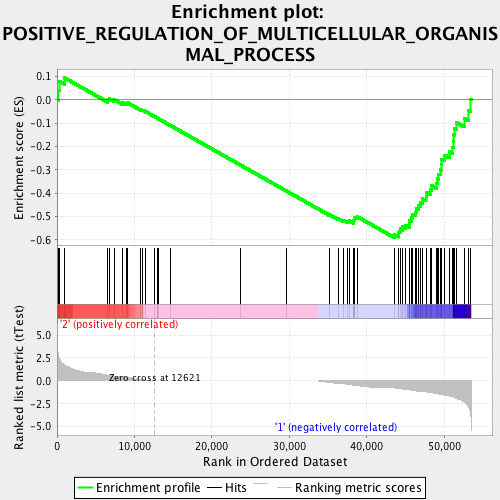 Enrichment plot:
POSITIVE_REGULATION_OF_MULTICELLULAR_ORGANIS
MAL_PROCESS
Enrichment score (ES)
0.1
0.0
-0.1
-0.2
-0.3
-0.4
-0.5
-0.6
'2' (positively correlated)
Ranked list metric (tTest)
5.0
2.5
0.0
-2.5
-5.0
Zero cross at 12621
'1' (negatively correlated)
0
10,000
20,000
30,000
40,000
50,000
Rank in Ordered Dataset
Enrichment profile
Hits
Ranking metric scores